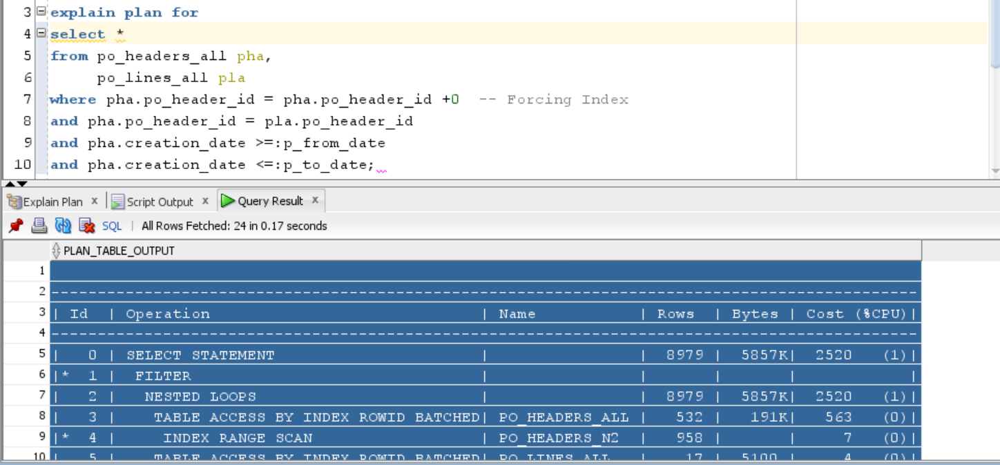 3 explain plan for
4 select *
5 from po_headers_all pha,
6 po_lines_all pla
7 where pha.po_header_id = pha.po_header_id +0 -- Forcing Index
8 and pha.po_header_id = pla.po_header_id
9 and pha.creation_date >=:p_from_date
10 and pha.creation_date <=:p_to_date;
Explain Plan x Script Output x Query Result x
SQL | All Rows Fetched: 24 in 0.17 seconds
PLAN_TABLE_OUTPUT
1
2 --------------------------------------------------------------------------------------------
3 | Id | Operation | Name | Rows | Bytes | Cost (%CPU)|
4 --------------------------------------------------------------------------------------------
5 | 0 | SELECT STATEMENT | | 8979 | 5857K| 2520 (1)|
6 |* 1 | FILTER | | | | |
7 | 2 | NESTED LOOPS | | 8979 | 5857K| 2520 (1)|
8 | 3 | TABLE ACCESS BY INDEX ROWID BATCHED| PO_HEADERS_ALL | 532 | 191K| 563 (0)|
9 |* 4 | INDEX RANGE SCAN | PO_HEADERS_N2 | 958 | | 7 (0)|
10 | 5 | TABLE ACCESS BY INDEX ROWID BATCHED| PO_LINES_ALL | 17 | 5100 | 4 (0)|